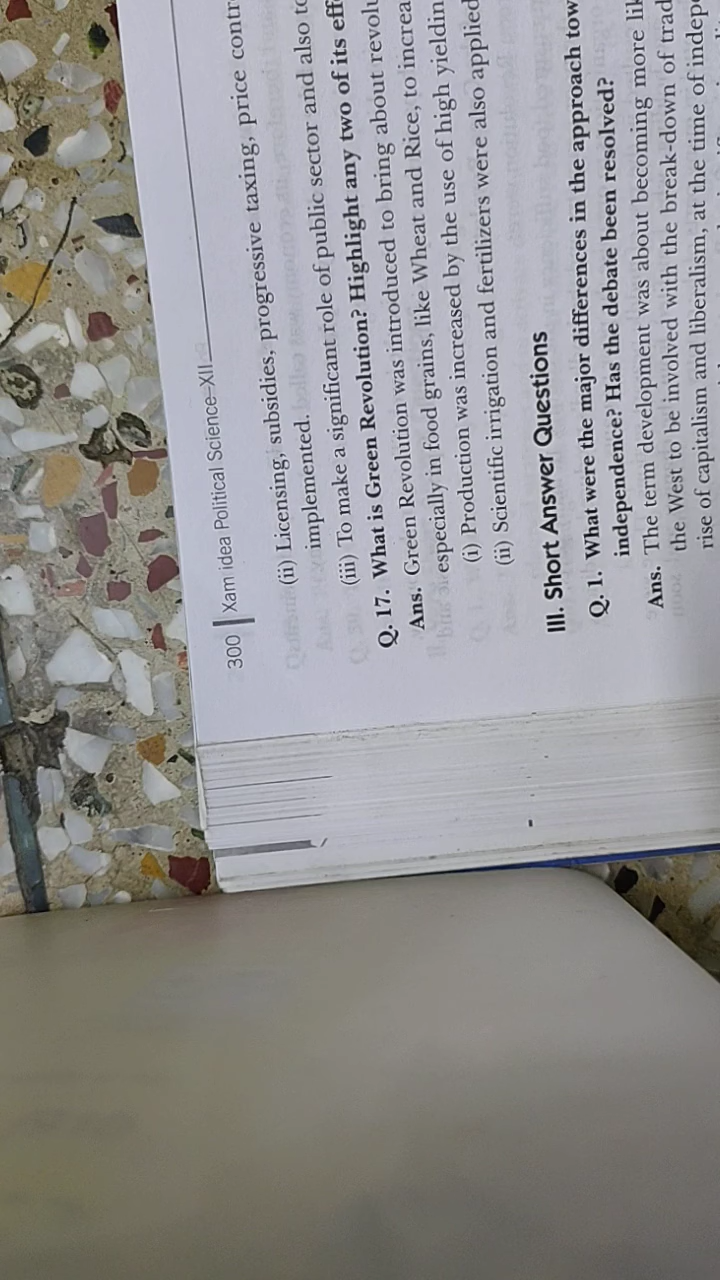 300 | Xam idea Political Science–XII
(ii) Licensing, subsidies, progressive taxing, price contr
implemented.
(iii) To make a significant role of public sector and also to
Q. 17. What is Green Revolution? Highlight any two of its eff
Ans. Green Revolution was introduced to bring about revolu
especially in food grains, like Wheat and Rice, to increa
(i) Production was increased by the use of high yieldin
(ii) Scientific irrigation and fertilizers were also applied
III. Short Answer Questions
Q. 1. What were the major differences in the approach tow
independence? Has the debate been resolved?
Ans. The term development was about becoming more lik
the West to be involved with the break-down of trad
rise of capitalism and liberalism, at the time of indep